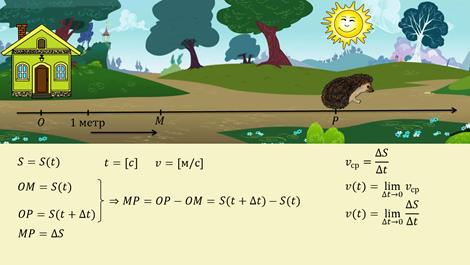 O 1 метр M P
S = S(t) t = [c] v = [м/с]
OM = S(t)
OP = S(t + Δt)
⇒ MP = OP − OM = S(t + Δt) − S(t)
MP = ΔS
v_ср = ΔS/Δt
v(t) = lim_{Δt→0} v_ср
v(t) = lim_{Δt→0} ΔS/Δt